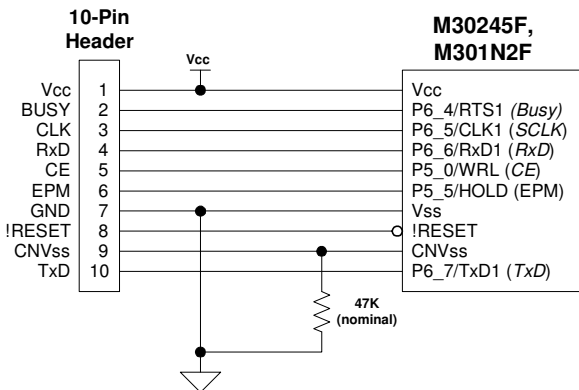 10-Pin
Header
M30245F,
M301N2F
Vcc
Vcc 1 Vcc
BUSY 2 P6_4/RTS1 (Busy)
CLK 3 P6_5/CLK1 (SCLK)
RxD 4 P6_6/RxD1 (RxD)
CE 5 P5_0/WRL (CE)
EPM 6 P5_5/HOLD (EPM)
GND 7 Vss
!RESET 8 !RESET
CNVss 9 CNVss
TxD 10 P6_7/TxD1 (TxD)
47K
(nominal)